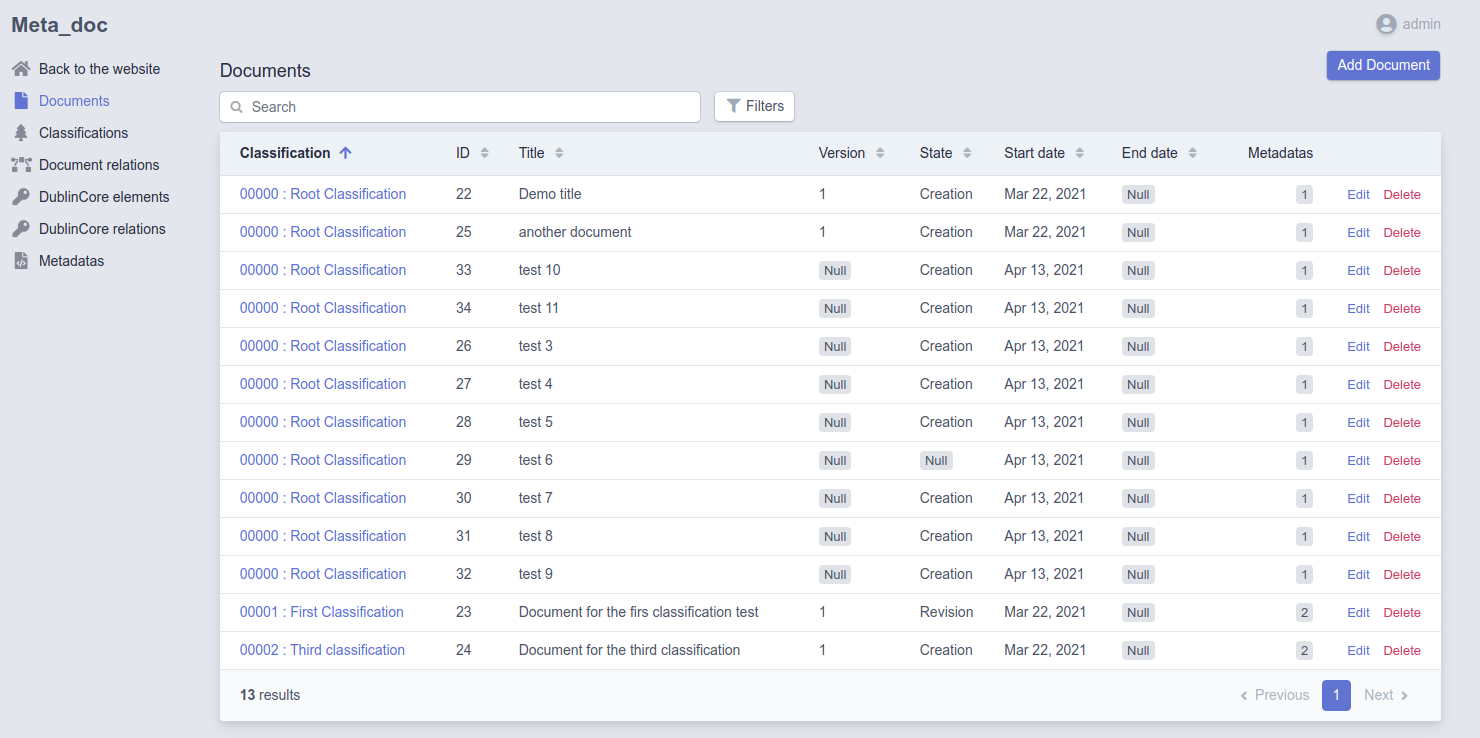 Meta_doc
admin
Back to the website
Documents
Classifications
Document relations
DublinCore elements
DublinCore relations
Metadatas
Documents
Add Document
Search Filters
Classification ID Title Version State Start date End date Metadatas
00000 : Root Classification 22 Demo title 1 Creation Mar 22, 2021 Null 1 Edit Delete
00000 : Root Classification 25 another document 1 Creation Mar 22, 2021 Null 1 Edit Delete
00000 : Root Classification 33 test 10 Null Creation Apr 13, 2021 Null 1 Edit Delete
00000 : Root Classification 34 test 11 Null Creation Apr 13, 2021 Null 1 Edit Delete
00000 : Root Classification 26 test 3 Null Creation Apr 13, 2021 Null 1 Edit Delete
00000 : Root Classification 27 test 4 Null Creation Apr 13, 2021 Null 1 Edit Delete
00000 : Root Classification 28 test 5 Null Creation Apr 13, 2021 Null 1 Edit Delete
00000 : Root Classification 29 test 6 Null Null Apr 13, 2021 Null 1 Edit Delete
00000 : Root Classification 30 test 7 Null Creation Apr 13, 2021 Null 1 Edit Delete
00000 : Root Classification 31 test 8 Null Creation Apr 13, 2021 Null 1 Edit Delete
00000 : Root Classification 32 test 9 Null Creation Apr 13, 2021 Null 1 Edit Delete
00001 : First Classification 23 Document for the firs classification test 1 Revision Mar 22, 2021 Null 2 Edit Delete
00002 : Third classification 24 Document for the third classification 1 Creation Mar 22, 2021 Null 2 Edit Delete
13 results
Previous 1 Next